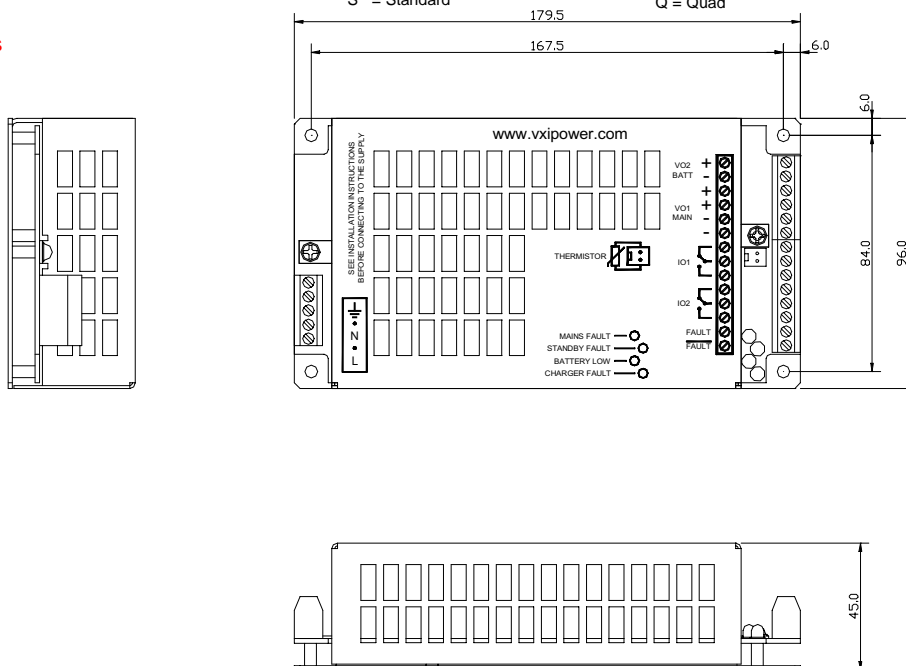 S = Standard
Q = Quad
s
179.5
167.5
6.0
6.0
www.vxipower.com
SEE INSTALLATION INSTRUCTIONS
BEFORE CONNECTING TO THE SUPPLY
VO2 +
BATT -
+
VO1 +
MAIN -
-
THERMISTOR
IO1
IO2
84.0
96.0
N
L
MAINS FAULT
STANDBY FAULT
BATTERY LOW
CHARGER FAULT
FAULT
FAULT
45.0